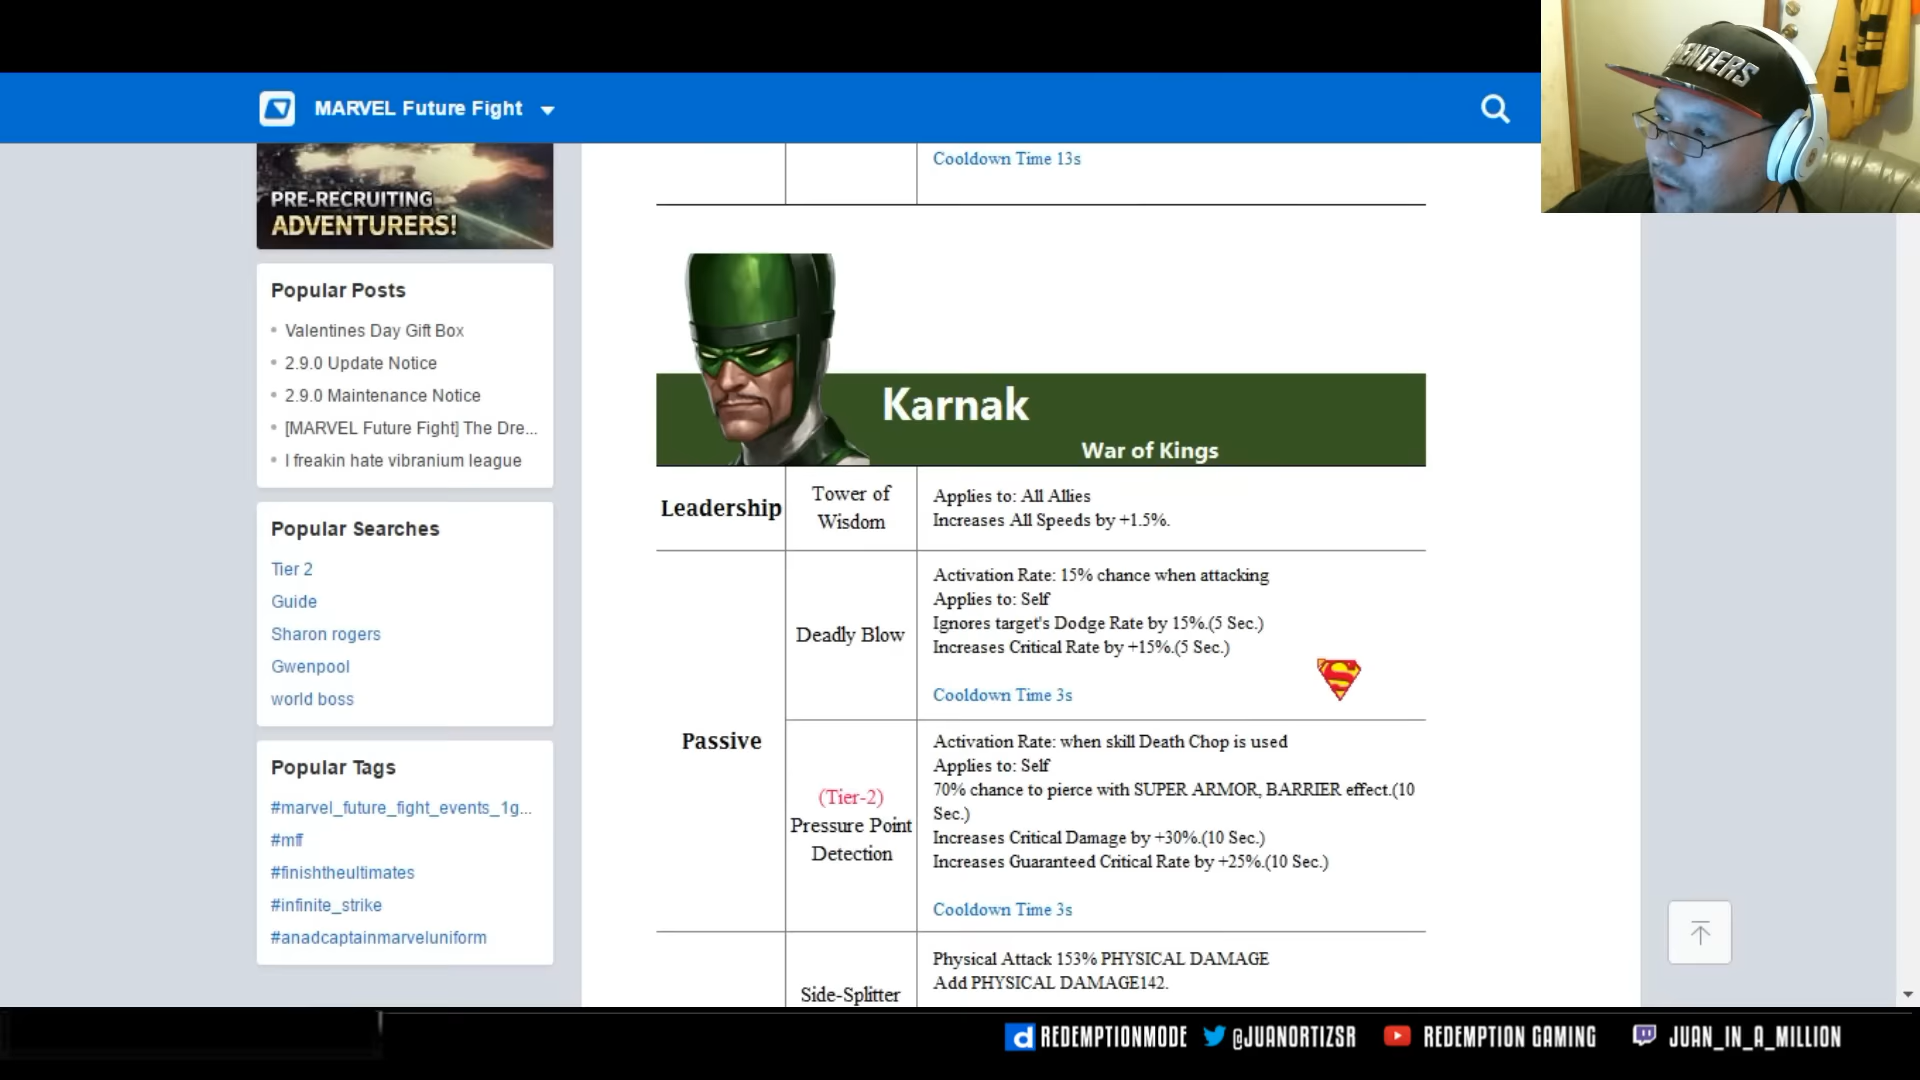 MARVEL Future Fight
PRE-RECRUITING
ADVENTURERS!
Popular Posts
Valentines Day Gift Box
2.9.0 Update Notice
2.9.0 Maintenance Notice
[MARVEL Future Fight] The Dre...
I freakin hate vibranium league
Popular Searches
Tier 2
Guide
Sharon rogers
Gwenpool
world boss
Popular Tags
#marvel_future_fight_events_1g...
#mff
#finishtheultimates
#infinite_strike
#anadcaptainmarveluniform
Cooldown Time 13s
Karnak
War of Kings
Leadership
Tower of
Wisdom
Applies to: All Allies
Increases All Speeds by +1.5%.
Passive
Deadly Blow
Activation Rate: 15% chance when attacking
Applies to: Self
Ignores target's Dodge Rate by 15%.(5 Sec.)
Increases Critical Rate by +15%.(5 Sec.)
Cooldown Time 3s
S
(Tier-2)
Pressure Point
Detection
Activation Rate: when skill Death Chop is used
Applies to: Self
70% chance to pierce with SUPER ARMOR, BARRIER effect.(10
Sec.)
Increases Critical Damage by +30%.(10 Sec.)
Increases Guaranteed Critical Rate by +25%.(10 Sec.)
Cooldown Time 3s
Side-Splitter
Physical Attack 153% PHYSICAL DAMAGE
Add PHYSICAL DAMAGE142.
d REDEMPTIONMODE @JUANORTIZSR REDEMPTION GAMING JUAN_IN_A_MILLION